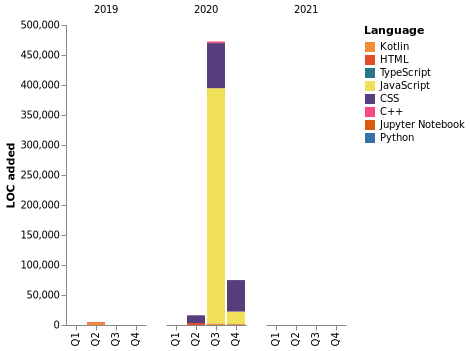 2019 2020 2021
500,000
450,000
400,000
350,000
300,000
250,000
200,000
150,000
100,000
50,000
0
LOC added
Q1 Q2 Q3 Q4 Q1 Q2 Q3 Q4 Q1 Q2 Q3 Q4
Language
Kotlin
HTML
TypeScript
JavaScript
CSS
C++
Jupyter Notebook
Python